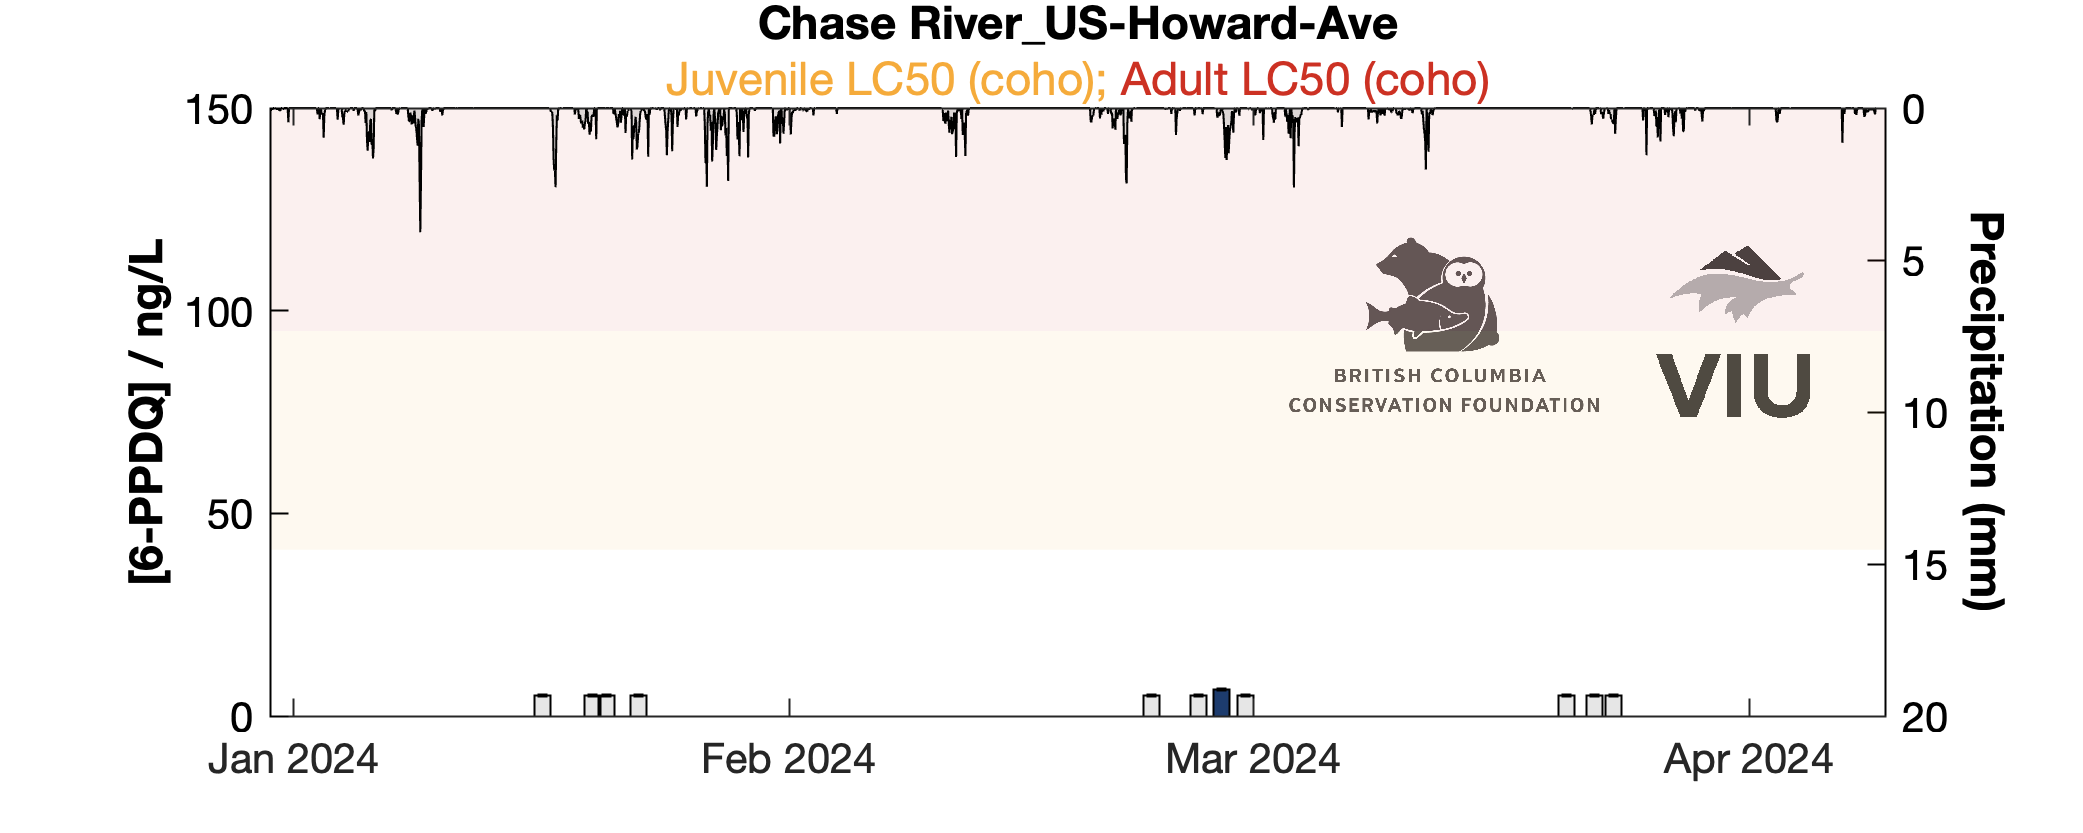 Chase River_US-Howard-Ave
Juvenile LC50 (coho); Adult LC50 (coho)
150
100
50
0
[6-PPDQ] / ng/L
0
5
10
15
20
Precipitation (mm)
BRITISH COLUMBIA
CONSERVATION FOUNDATION
VIU
Jan 2024
Feb 2024
Mar 2024
Apr 2024